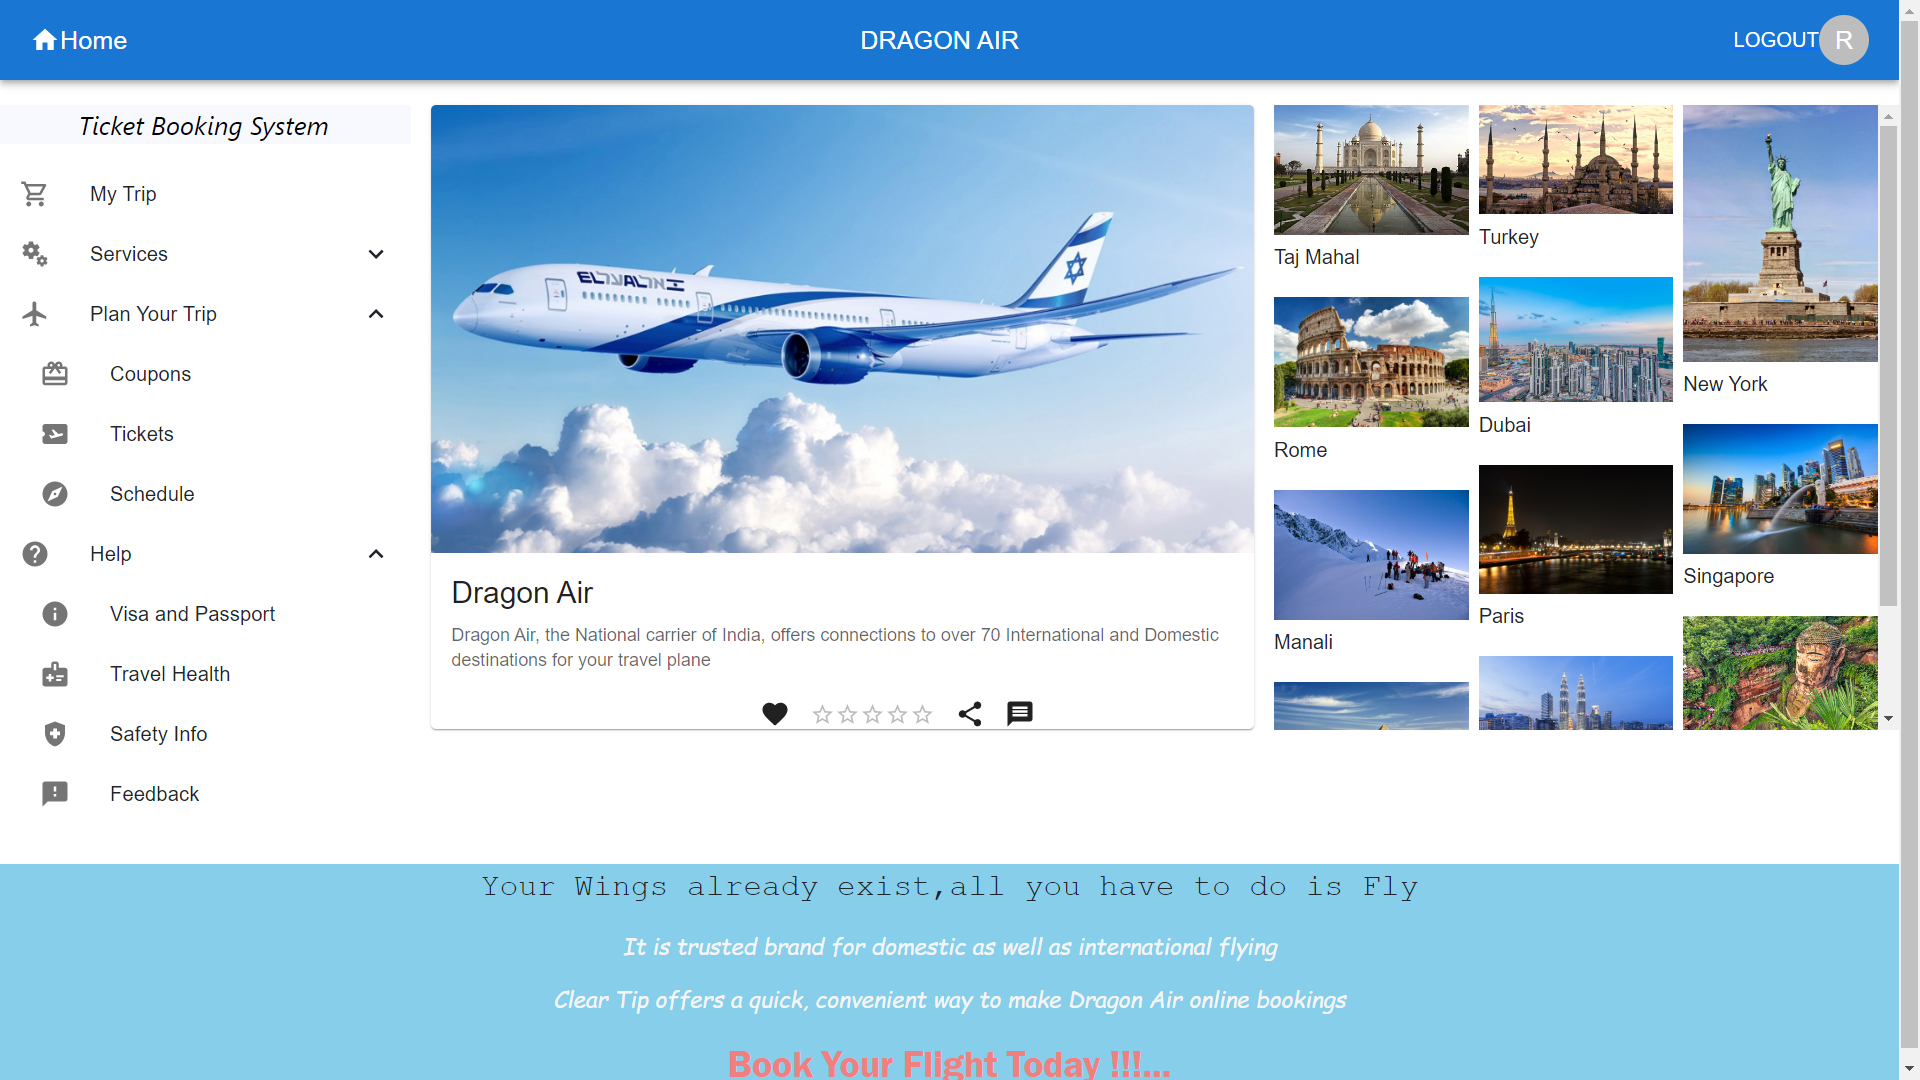 Home
DRAGON AIR
LOGOUT R
Ticket Booking System
My Trip
Services
Plan Your Trip
Coupons
Tickets
Schedule
Help
Visa and Passport
Travel Health
Safety Info
Feedback
EL AL אל על
Dragon Air
Dragon Air, the National carrier of India, offers connections to over 70 International and Domestic
destinations for your travel plane
Taj Mahal
Rome
Manali
Turkey
Dubai
Paris
New York
Singapore
Your Wings already exist,all you have to do is Fly
It is trusted brand for domestic as well as international flying
Clear Tip offers a quick, convenient way to make Dragon Air online bookings
Book Your Flight Today !!!...